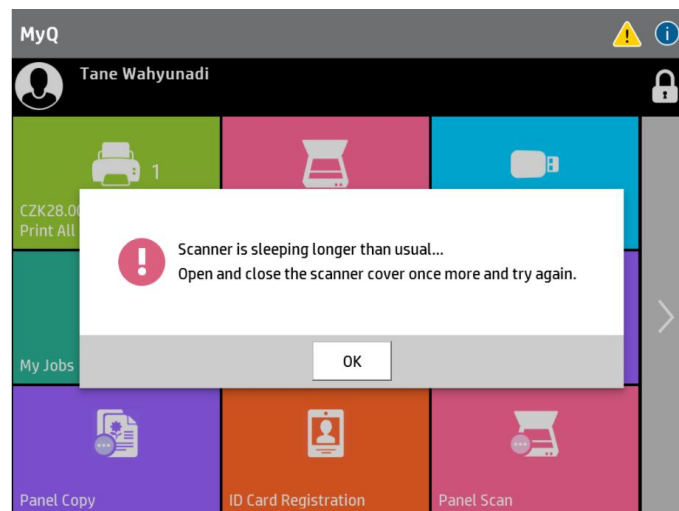 MyQ
Tane Wahyunadi
1
CZK28.00
Print All
Scanner is sleeping longer than usual...
Open and close the scanner cover once more and try again.
OK
My Jobs
Panel Copy
ID Card Registration
Panel Scan